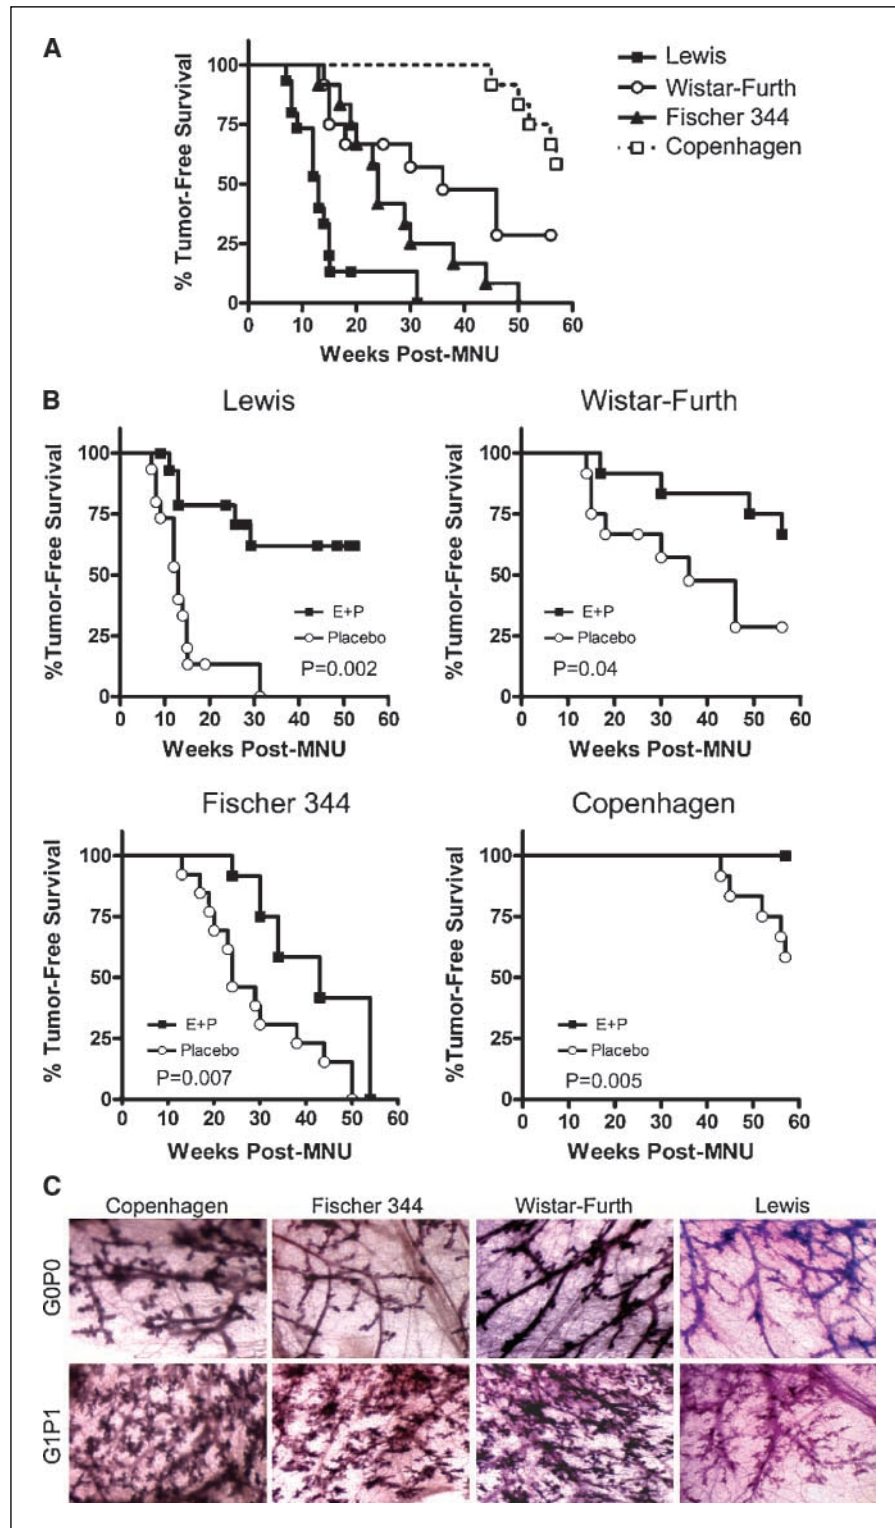 A
100
75
50
25
0
% Tumor-Free Survival
0 10 20 30 40 50 60
Weeks Post-MNU
Lewis
Wistar-Furth
Fischer 344
Copenhagen
B
Lewis
100
75
50
25
0
%Tumor-Free Survival
E+P
Placebo
P=0.002
0 10 20 30 40 50 60
Weeks Post-MNU
Wistar-Furth
100
75
50
25
0
%Tumor-Free Survival
E+P
Placebo
P=0.04
0 10 20 30 40 50 60
Weeks Post-MNU
Fischer 344
100
75
50
25
0
% Tumor-Free Survival
E+P
Placebo
P=0.007
0 10 20 30 40 50 60
Weeks Post-MNU
Copenhagen
100
75
50
25
0
%Tumor-Free Survival
E+P
Placebo
P=0.005
0 10 20 30 40 50 60
Weeks Post-MNU
C
Copenhagen Fischer 344 Wistar-Furth Lewis
G0P0
G1P1